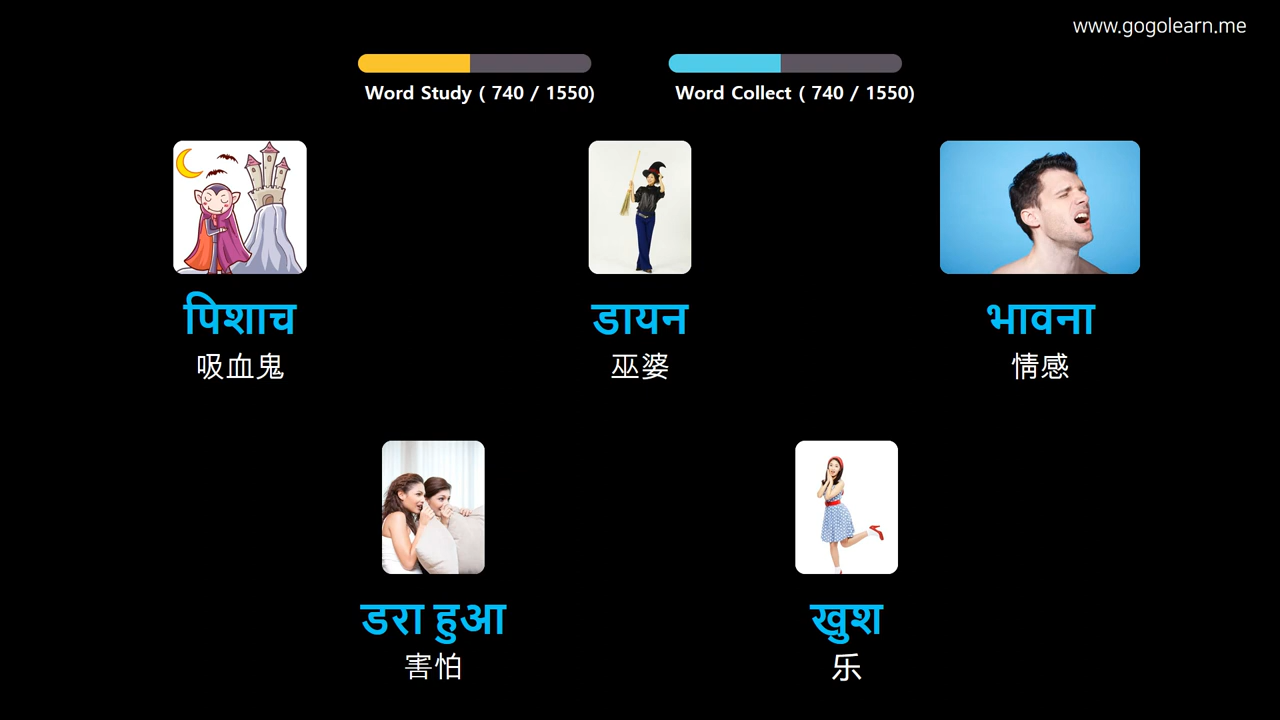 www.gogolearn.me
Word Study ( 740 / 1550)
Word Collect ( 740 / 1550)
पिशाच
吸血鬼
डायन
巫婆
भावना
情感
डरा हुआ
害怕
खुश
乐